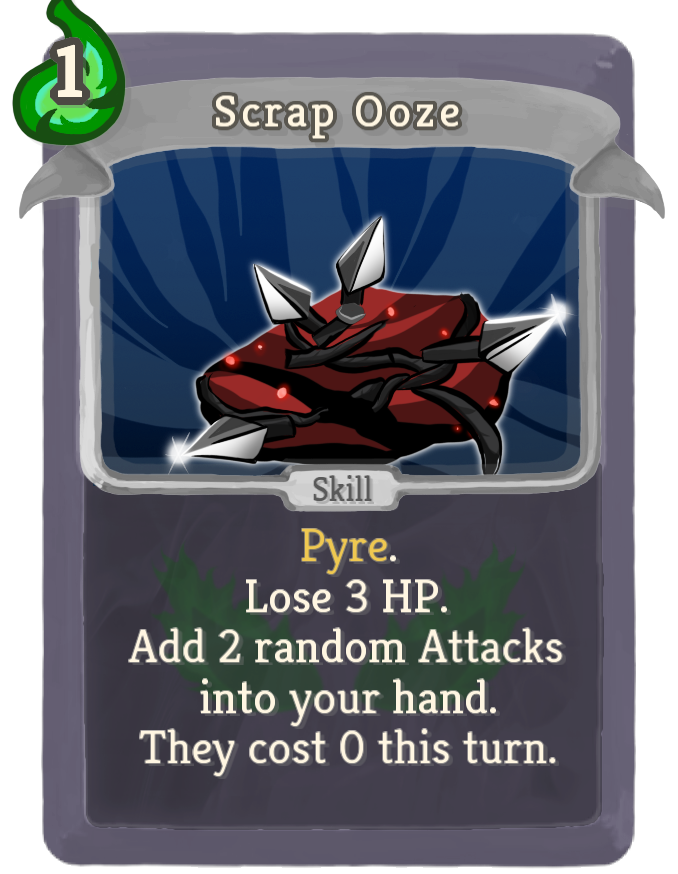 1
Scrap Ooze
Skill
Pyre.
Lose 3 HP.
Add 2 random Attacks
into your hand.
They cost 0 this turn.